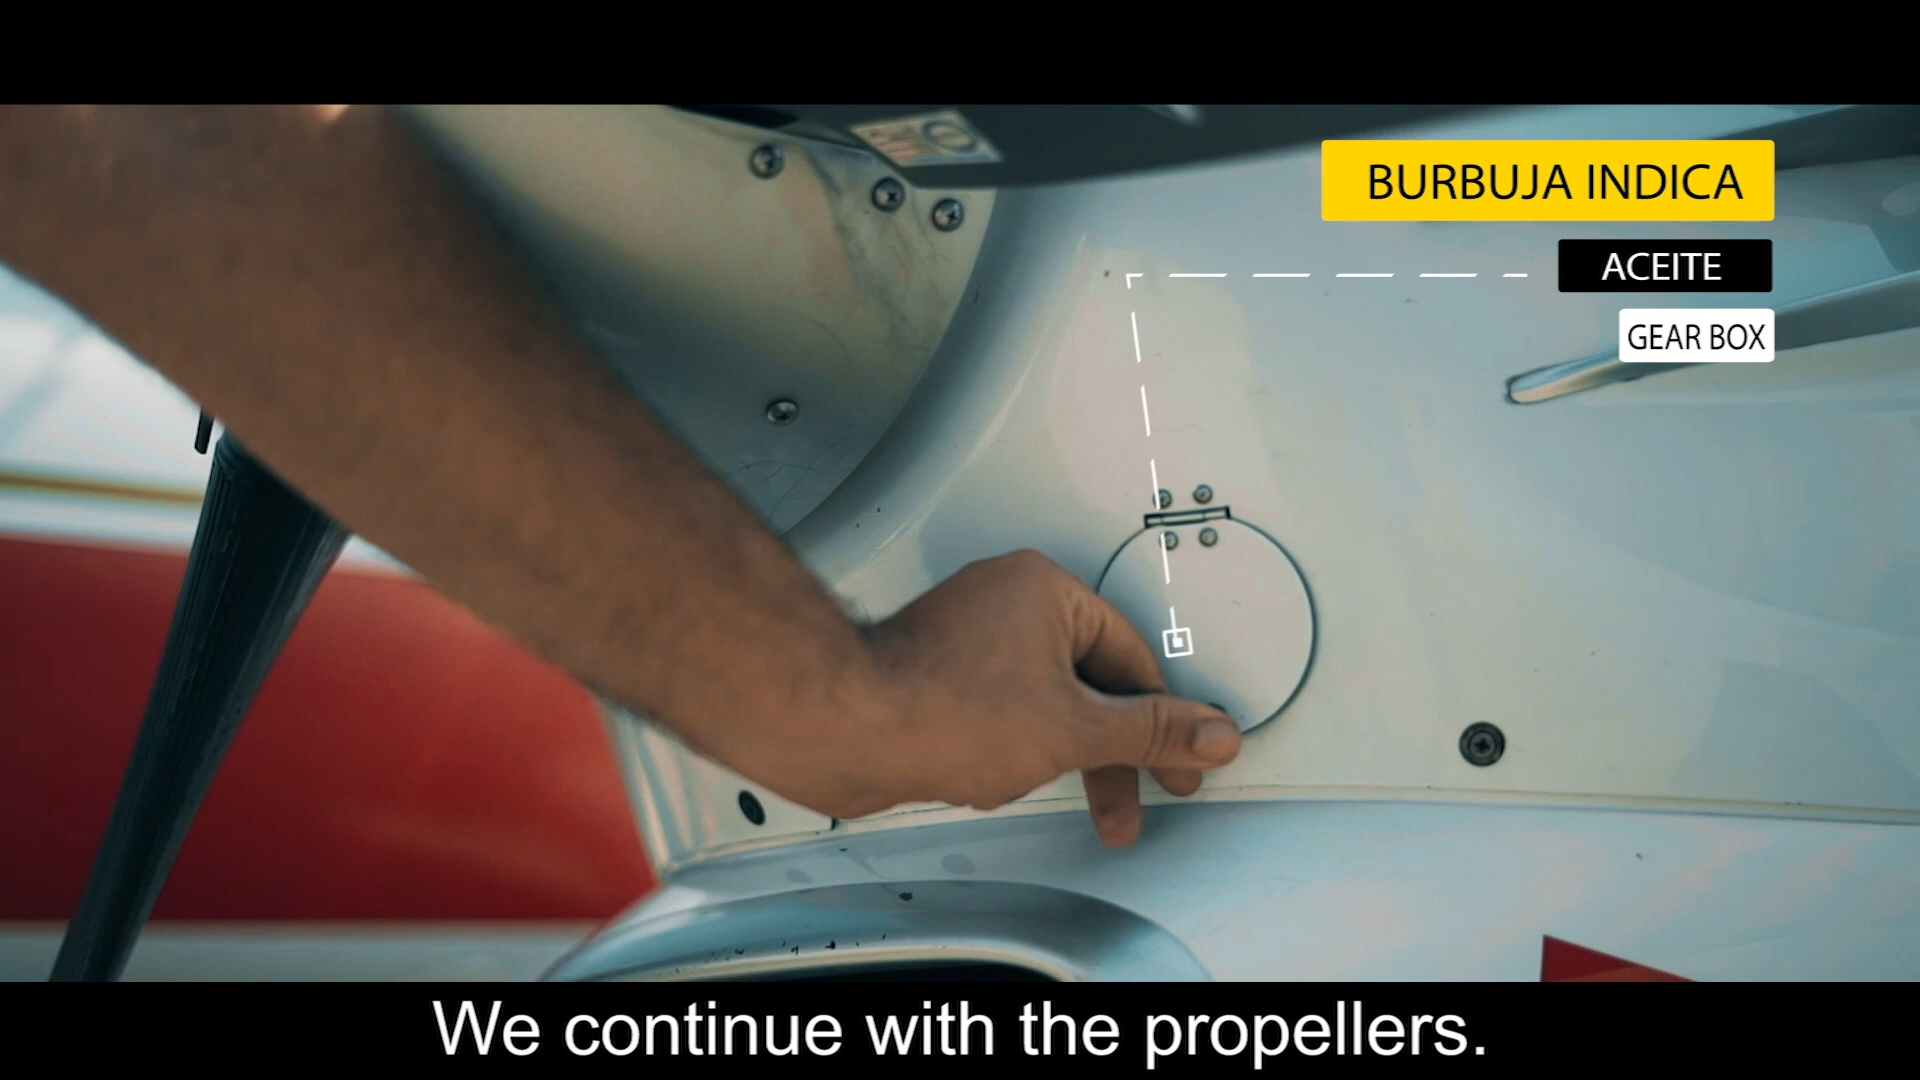 BURBUJA INDICA
ACEITE
GEAR BOX
We continue with the propellers.